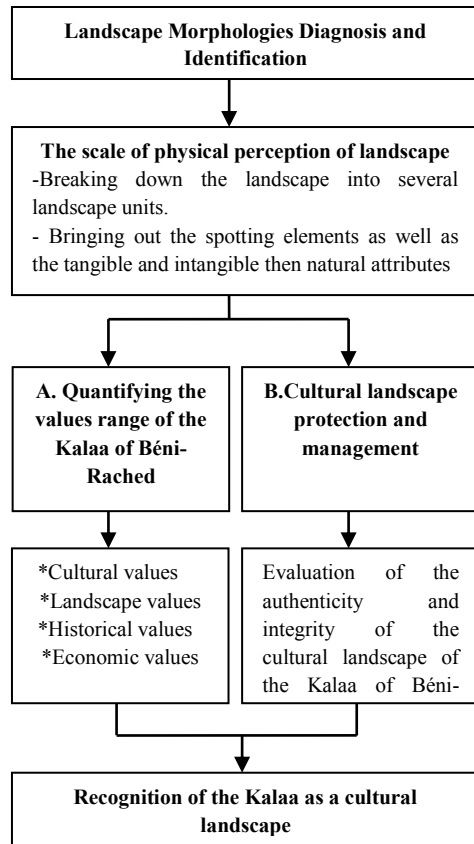 Landscape Morphologies Diagnosis and
Identification
The scale of physical perception of landscape
-Breaking down the landscape into several
landscape units.
- Bringing out the spotting elements as well as
the tangible and intangible then natural attributes
A. Quantifying the
values range of the
Kalaa of Béni-
Rached
B.Cultural landscape
protection and
management
*Cultural values
*Landscape values
*Historical values
*Economic values
Evaluation of the
authenticity and
integrity of the
cultural landscape of
the Kalaa of Béni-
Recognition of the Kalaa as a cultural
landscape